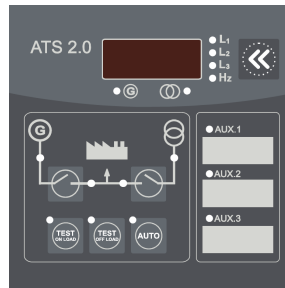 ATS 2.0
L1
L2
L3
Hz
G
G
AUX.1
AUX.2
AUX.3
TEST
ON LOAD
TEST
OFF LOAD
AUTO